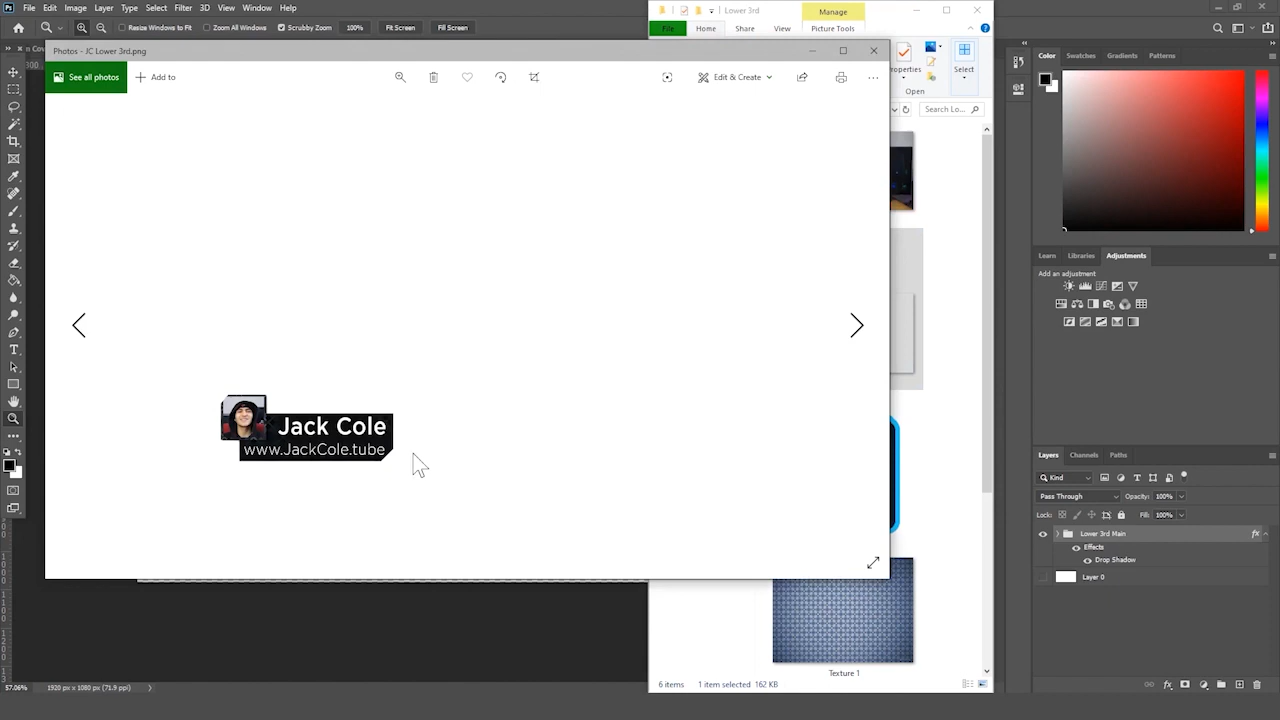 File Edit Image Layer Type Select Filter 3D View Window Help
Resize Windows to Fit Zoom All Windows Scrubby Zoom 100% Fit Screen Fill Screen
Lower 3rd Manage
File Home Share View Picture Tools
Photos - JC Lower 3rd.png
See all photos Add to Edit & Create
Select
Open
Search Lo...
Jack Cole
www.JackCole.tube
Texture 1
6 items 1 item selected 162 KB
1920 px x 1080 px (71.9 ppi)
Color Swatches Gradients Patterns
Learn Libraries Adjustments
Add an adjustment
Layers Channels Paths
Kind
Pass Through Opacity: 100%
Lock: Fill: 100%
Lower 3rd Main fx
Effects
Drop Shadow
Layer 0